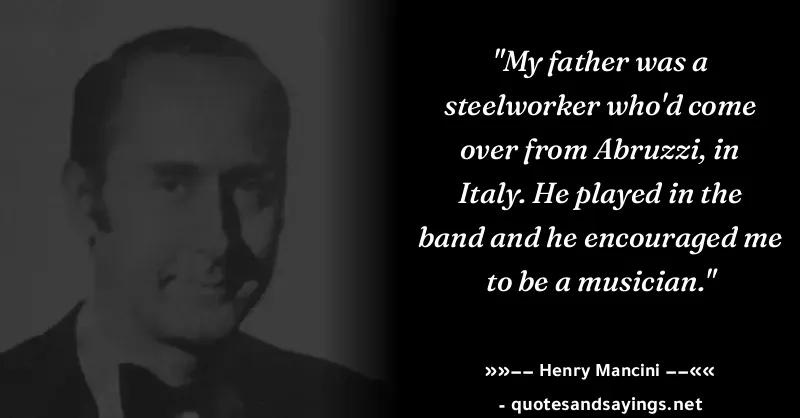 "My father was a
steelworker who'd come
over from Abruzzi, in
Italy. He played in the
band and he encouraged me
to be a musician."
»»–– Henry Mancini ––««
- quotesandsayings.net